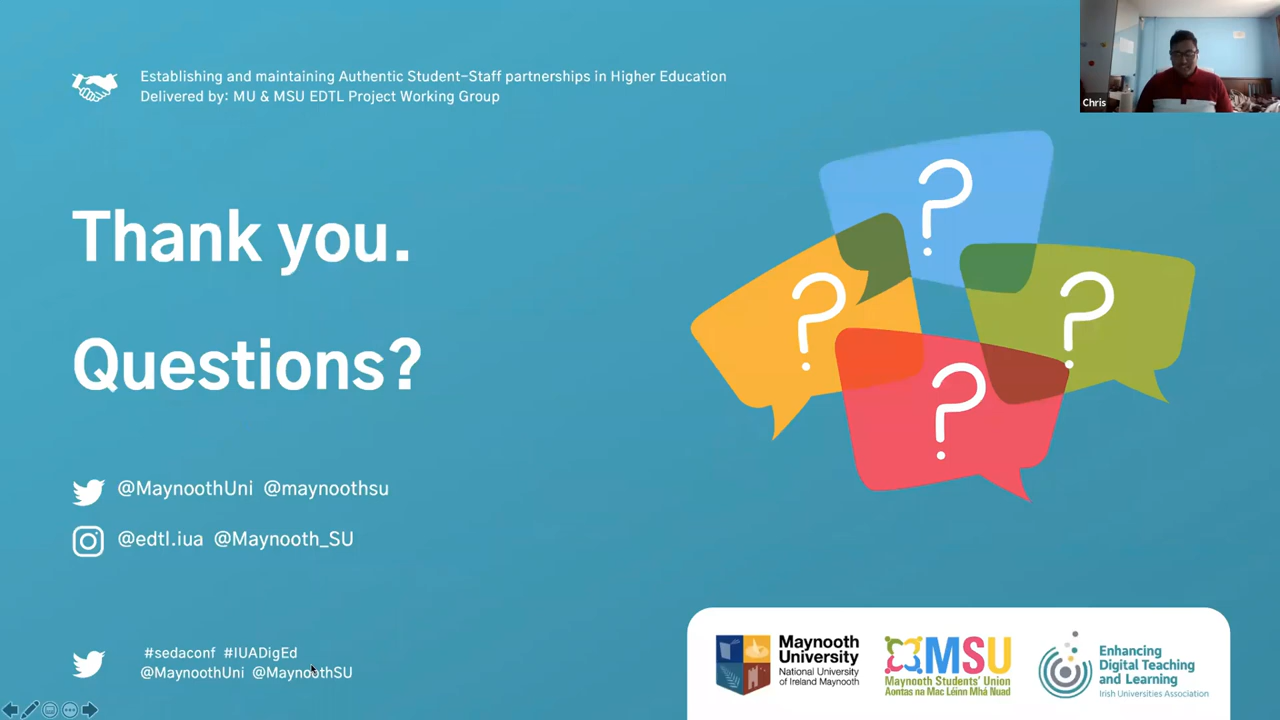 Establishing and maintaining Authentic Student-Staff partnerships in Higher Education
Delivered by: MU & MSU EDTL Project Working Group
Chris
Thank you.
Questions?
? ? ? ?
@MaynoothUni @maynoothsu
@edtl.iua @Maynooth_SU
#sedaconf #IUADigEd
@MaynoothUni @MaynoothSU
Maynooth
University
National University
of Ireland Maynooth
MSU
Maynooth Students' Union
Aontas na Mac Léinn Mhá Nuad
Enhancing
Digital Teaching
and Learning
Irish Universities Association